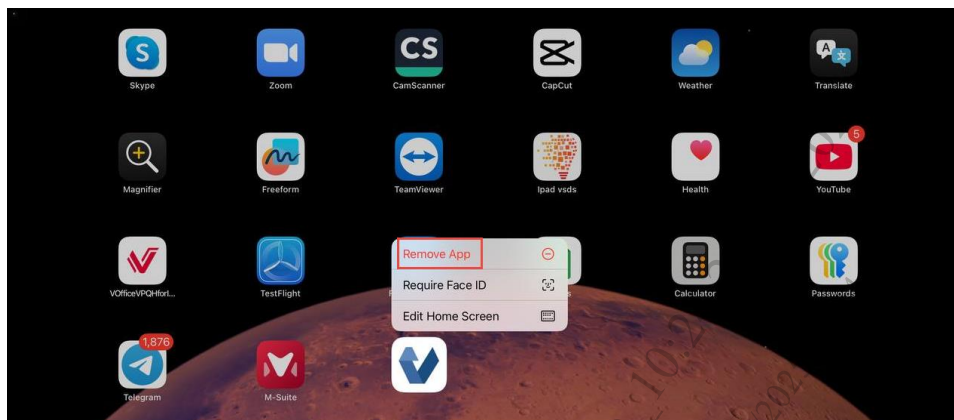 Skype
Zoom
CamScanner
CapCut
Weather
Translate
CS
A
Magnifier
Freeform
TeamViewer
Ipad vsds
Health
YouTube
5
VOfficeVPQHforI...
TestFlight
Calculator
Passwords
Remove App
Require Face ID
Edit Home Screen
Telegram
1,876
M-Suite